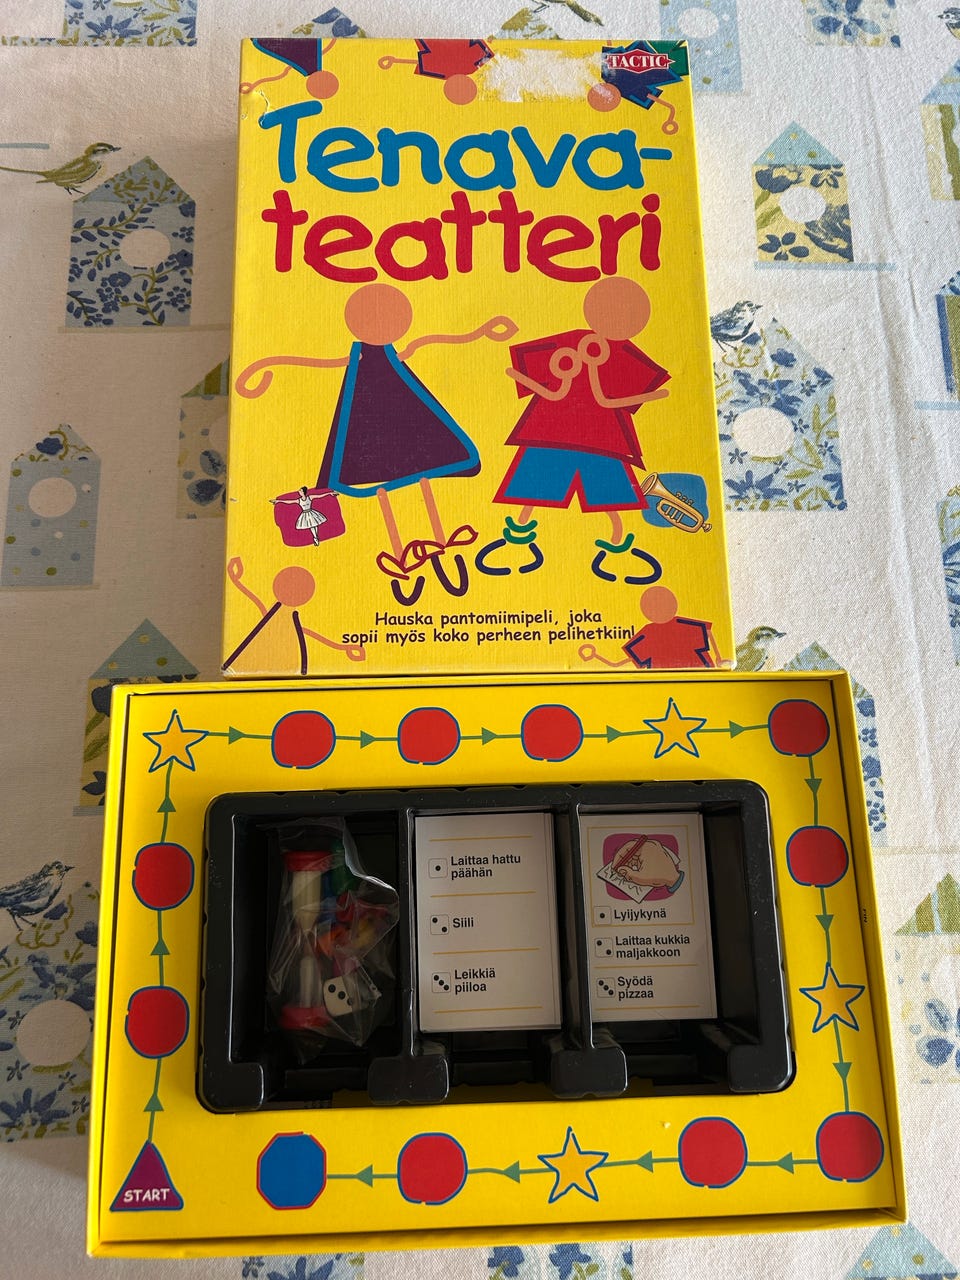 TACTIC
Tenava-
teatteri
Hauska pantomiimipeli, joka
sopii myös koko perheen pelihetkiin!
Laittaa hattu
päähän
Siili
Leikkiä
piiloa
Lyijykynä
Laittaa kukkia
maljakkoon
Syödä
pizzaa
START